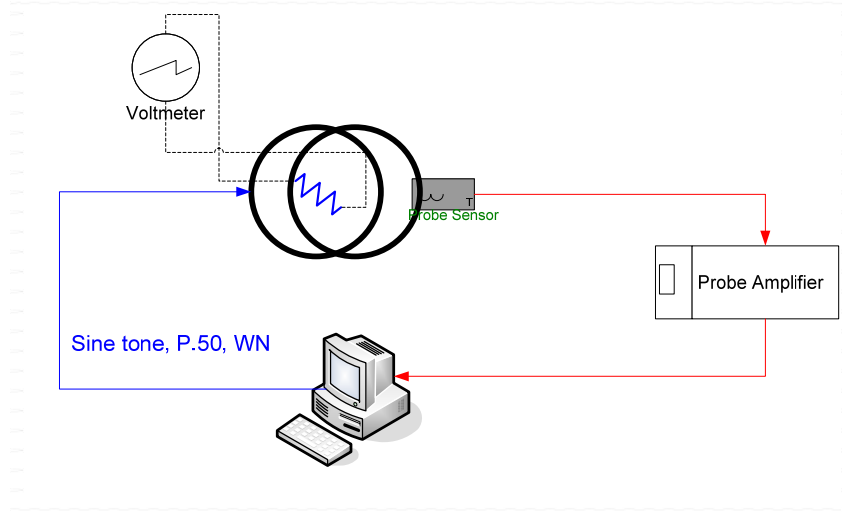 Voltmeter
T
Probe Sensor
Probe Amplifier
Sine tone, P.50, WN